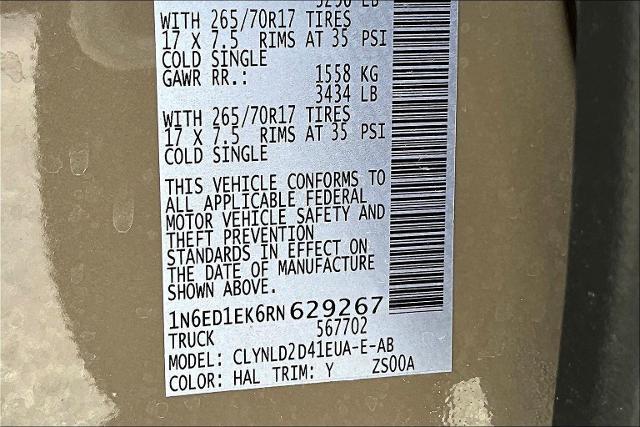 WITH 265/70R17 TIRES
17 X 7.5 RIMS AT 35 PSI
COLD SINGLE
GAWR RR.: 1558 KG
3434 LB
WITH 265/70R17 TIRES
17 X 7.5 RIMS AT 35 PSI
COLD SINGLE
THIS VEHICLE CONFORMS TO
ALL APPLICABLE FEDERAL
MOTOR VEHICLE SAFETY AND
THEFT PREVENTION
STANDARDS IN EFFECT ON
THE DATE OF MANUFACTURE
SHOWN ABOVE.
1N6ED1EK6RN629267
TRUCK 567702
MODEL: CLYNLD2D41EUA-E-AB
COLOR: HAL TRIM: Y ZS00A